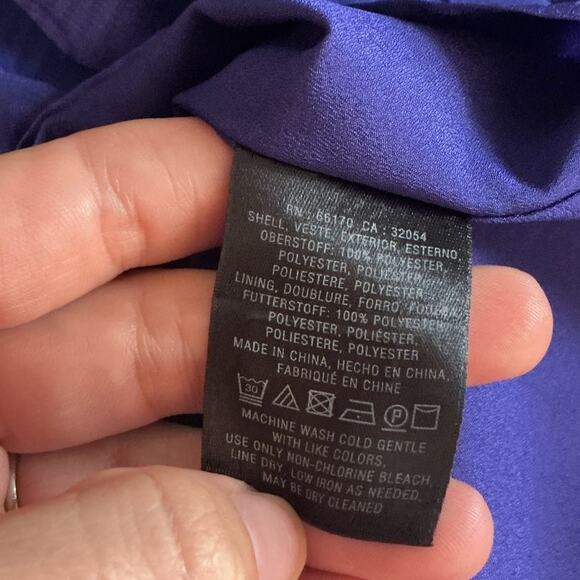 RN : 66170 CA : 32054
SHELL, VESTE, EXTERIOR, ESTERNO,
OBERSTOFF: 100% POLYESTER,
POLYESTER, POLIÉSTER,
POLIESTERE, POLYESTER
LINING, DOUBLURE, FORRO,
FUTTERSTOFF: 100% POLYESTER,
POLYESTER, POLIÉSTER,
POLIESTERE, POLYESTER
MADE IN CHINA, HECHO EN CHINA,
FABRIQUÉ EN CHINE
30 P
MACHINE WASH COLD GENTLE
WITH LIKE COLORS,
USE ONLY NON-CHLORINE BLEACH,
LINE DRY, LOW IRON AS NEEDED.
MAY BE DRY CLEANED